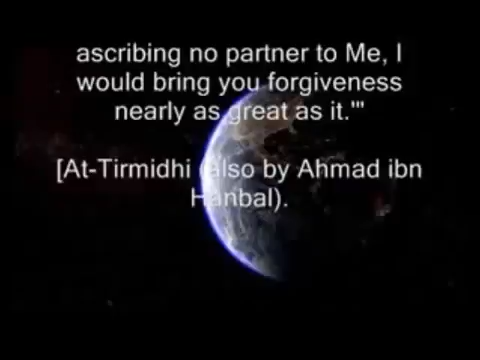 ascribing no partner to Me, I
would bring you forgiveness
nearly as great as it.'"
[At-Tirmidhi (also by Ahmad ibn
Hanbal).